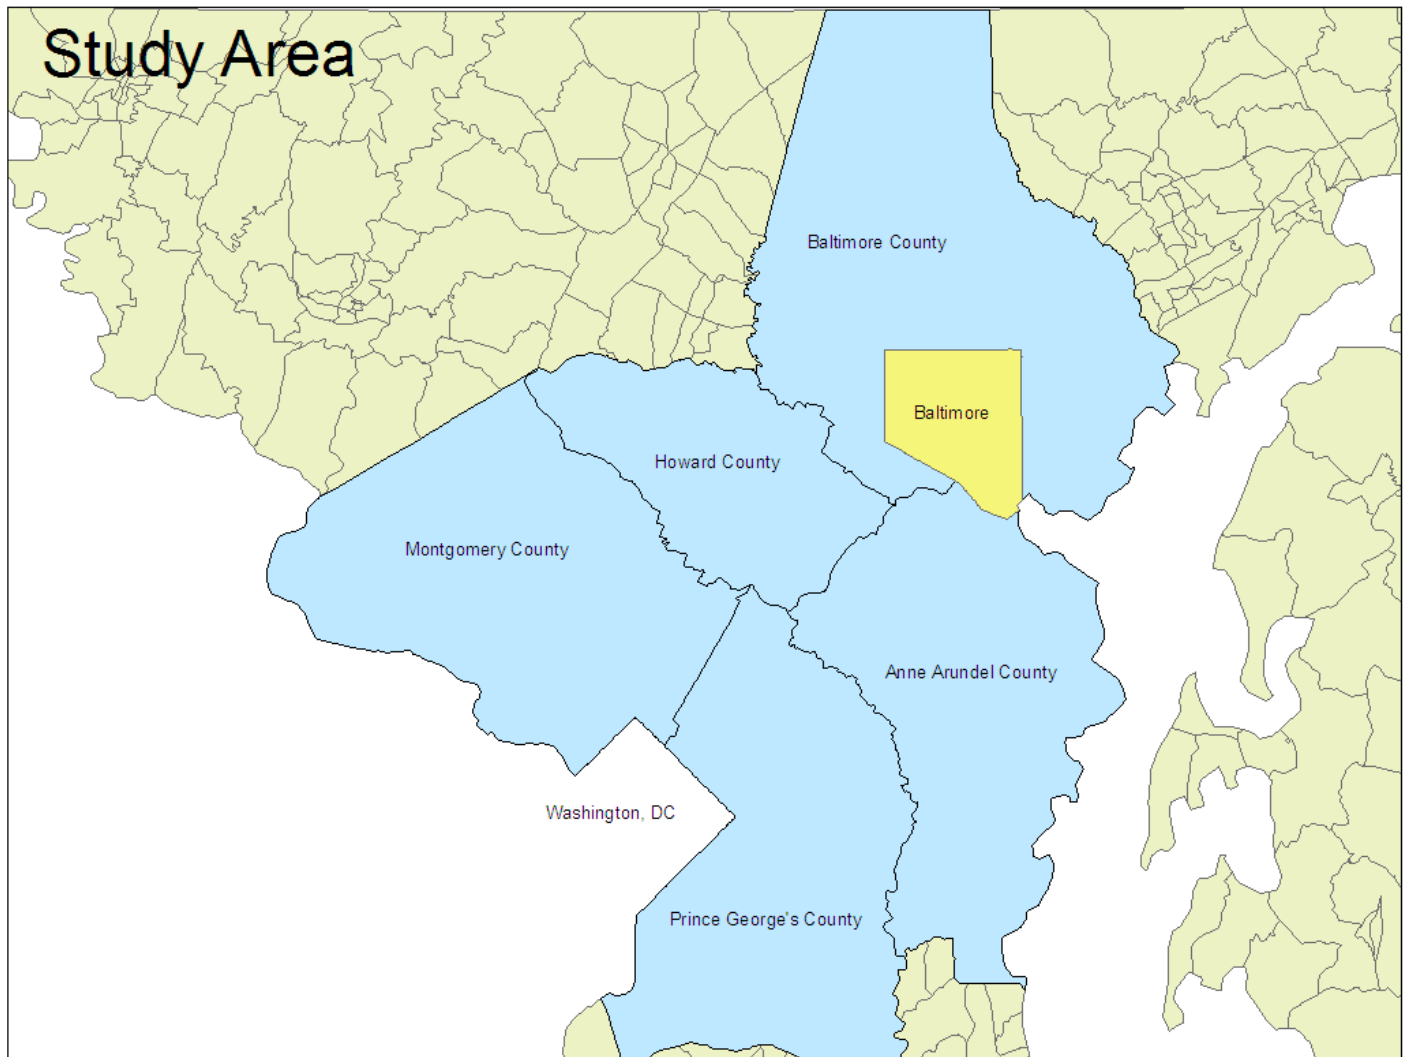 Study Area
Baltimore County
Baltimore
Howard County
Montgomery County
Anne Arundel County
Washington, DC
Prince George's County